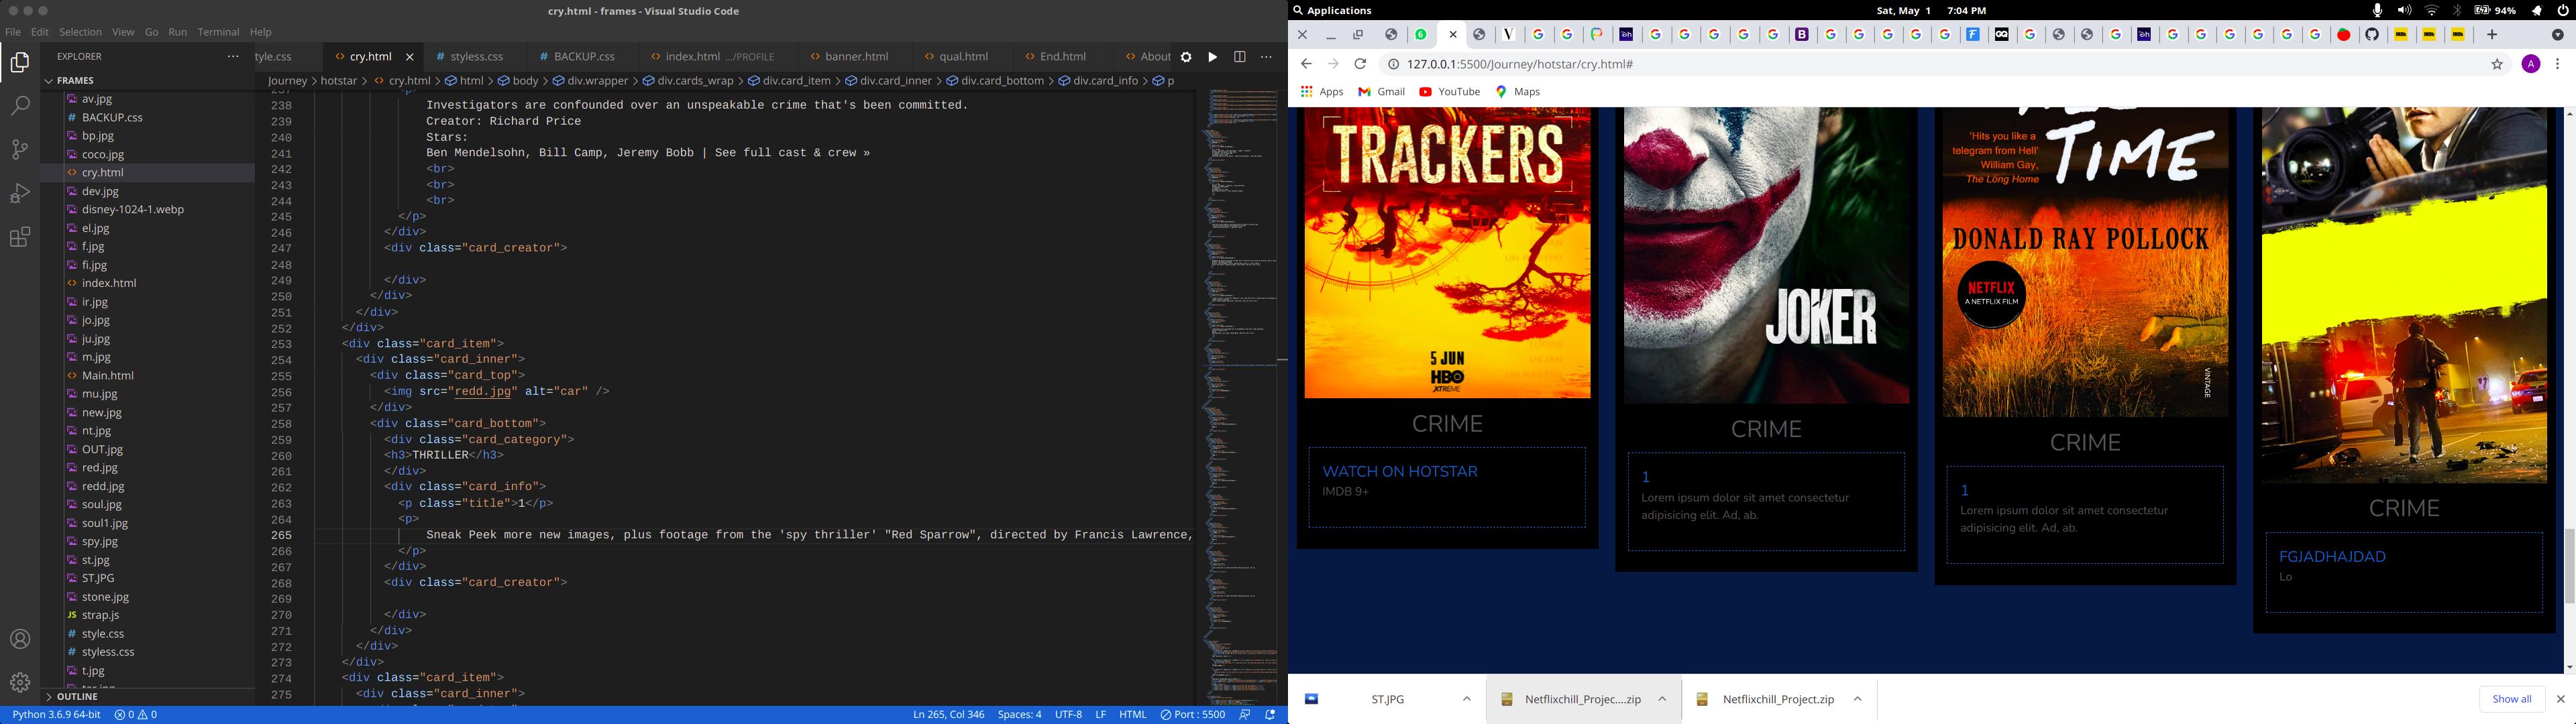 cry.html - frames - Visual Studio Code
File Edit Selection View Go Run Terminal Help
EXPLORER
tyle.css
cry.html
styless.css
BACKUP.css
index.html .../PROFILE
banner.html
qual.html
End.html
About
FRAMES
Journey > hotstar > cry.html > html > body > div.wrapper > div.cards_wrap > div.card_item > div.card_inner > div.card_bottom > div.card_info > p
av.jpg
BACKUP.css
bp.jpg
coco.jpg
cry.html
dev.jpg
disney-1024-1.webp
el.jpg
f.jpg
fi.jpg
index.html
ir.jpg
jo.jpg
ju.jpg
m.jpg
Main.html
mu.jpg
new.jpg
nt.jpg
OUT.jpg
red.jpg
redd.jpg
soul.jpg
soul1.jpg
spy.jpg
st.jpg
ST.JPG
stone.jpg
strap.js
style.css
styless.css
t.jpg
OUTLINE
237 <p>
238 Investigators are confounded over an unspeakable crime that's been committed.
239 Creator: Richard Price
240 Stars:
241 Ben Mendelsohn, Bill Camp, Jeremy Bobb | See full cast & crew »
242 <br>
243 <br>
244 <br>
245 </p>
246 </div>
247 <div class="card_creator">
248
249 </div>
250 </div>
251 </div>
252 </div>
253 <div class="card_item">
254 <div class="card_inner">
255 <div class="card_top">
256 <img src="redd.jpg" alt="car" />
257 </div>
258 <div class="card_bottom">
259 <div class="card_category">
260 <h3>THRILLER</h3>
261 </div>
262 <div class="card_info">
263 <p class="title">1</p>
264 <p>
265 Sneak Peek more new images, plus footage from the 'spy thriller' "Red Sparrow", directed by Francis Lawrence,
266 </p>
267 </div>
268 <div class="card_creator">
269
270 </div>
271 </div>
272 </div>
273 </div>
274 <div class="card_item">
275 <div class="card_inner">
Python 3.6.9 64-bit
0 0
Ln 265, Col 346 Spaces: 4 UTF-8 LF HTML Port : 5500
Applications
Sat, May 1 7:04 PM
94%
127.0.0.1:5500/Journey/hotstar/cry.html#
A
Apps Gmail YouTube Maps
TRACKERS
5 JUN
HBO
XTREME
CRIME
WATCH ON HOTSTAR
IMDB 9+
JOKER
CRIME
1
Lorem ipsum dolor sit amet consectetur
adipisicing elit. Ad, ab.
TIME
'Hits you like a
telegram from Hell'
William Gay,
The Long Home
DONALD RAY POLLOCK
NETFLIX
A NETFLIX FILM
VINTAGE
CRIME
1
Lorem ipsum dolor sit amet consectetur
adipisicing elit. Ad, ab.
CRIME
FGJADHAJDAD
Lo
ST.JPG
Netflixchill_Projec....zip
Netflixchill_Project.zip
Show all